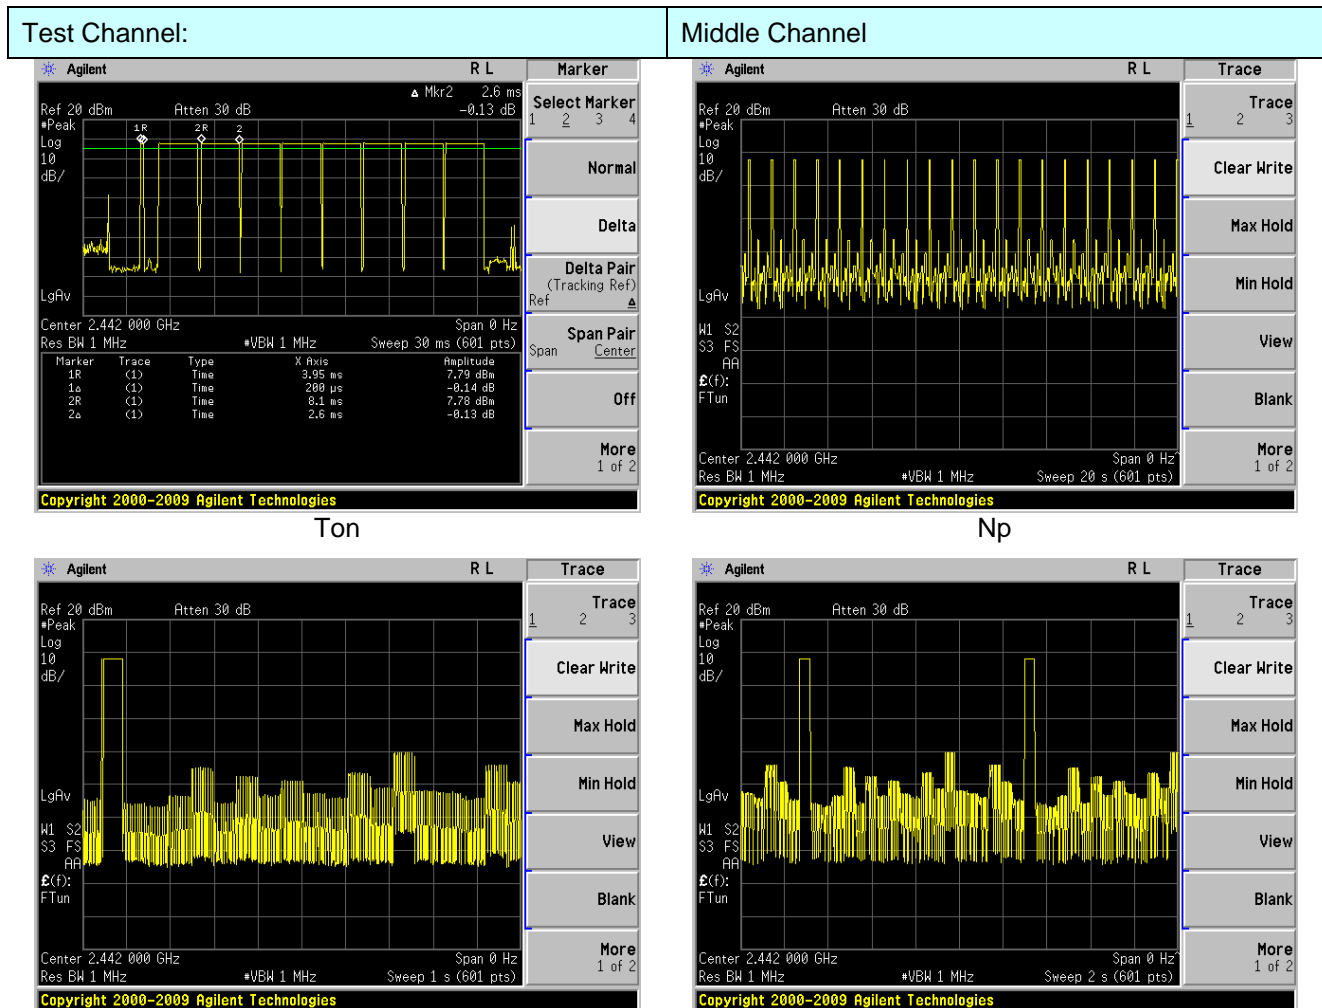 Test Channel: Middle Channel
Agilent R L Marker
Δ Mkr2 2.6 ms
Ref 20 dBm Atten 30 dB -0.13 dB
#Peak
Log
10
dB/
1R 2R 2
LgAv
Center 2.442 000 GHz Span 0 Hz
Res BW 1 MHz #VBW 1 MHz Sweep 30 ms (601 pts)
Marker Trace Type X Axis Amplitude
1R (1) Time 3.95 ms 7.79 dBm
1Δ (1) Time 200 µs -0.14 dB
2R (1) Time 8.1 ms 7.78 dBm
2Δ (1) Time 2.6 ms -0.13 dB
Select Marker
1 2 3 4
Normal
Delta
Delta Pair
(Tracking Ref)
Ref Δ
Span Pair
Span Center
Off
More
1 of 2
Copyright 2000-2009 Agilent Technologies
Ton
Agilent R L Trace
Ref 20 dBm Atten 30 dB
#Peak
Log
10
dB/
LgAv
W1 S2
S3 FS
AA
£(f):
FTun
Center 2.442 000 GHz Span 0 Hz^
Res BW 1 MHz #VBW 1 MHz Sweep 20 s (601 pts)
Trace
1 2 3
Clear Write
Max Hold
Min Hold
View
Blank
More
1 of 2
Copyright 2000-2009 Agilent Technologies
Np
Agilent R L Trace
Ref 20 dBm Atten 30 dB
#Peak
Log
10
dB/
LgAv
W1 S2
S3 FS
AA
£(f):
FTun
Center 2.442 000 GHz Span 0 Hz
Res BW 1 MHz #VBW 1 MHz Sweep 1 s (601 pts)
Trace
1 2 3
Clear Write
Max Hold
Min Hold
View
Blank
More
1 of 2
Copyright 2000-2009 Agilent Technologies
Agilent R L Trace
Ref 20 dBm Atten 30 dB
#Peak
Log
10
dB/
LgAv
W1 S2
S3 FS
AA
£(f):
FTun
Center 2.442 000 GHz Span 0 Hz^
Res BW 1 MHz #VBW 1 MHz Sweep 2 s (601 pts)
Trace
1 2 3
Clear Write
Max Hold
Min Hold
View
Blank
More
1 of 2
Copyright 2000-2009 Agilent Technologies